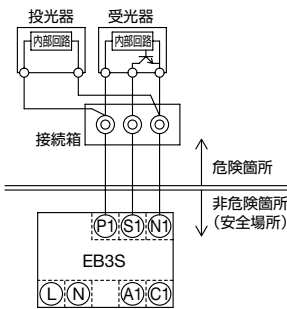 投光器 受光器
内部回路 内部回路
接続箱
危険箇所
非危険箇所
(安全場所)
P1 S1 N1
EB3S
L N A1 C1